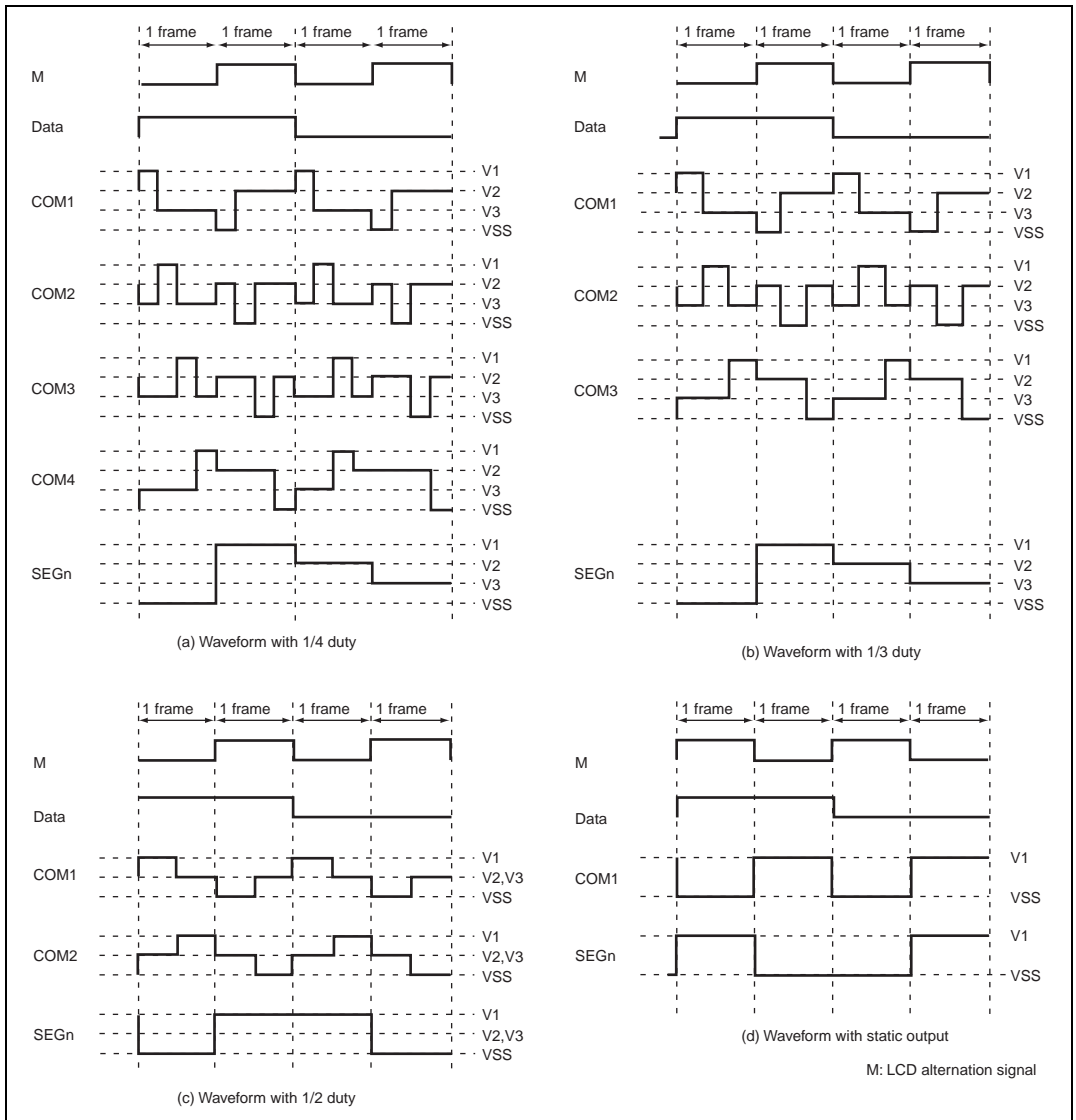 1 frame 1 frame 1 frame 1 frame
M
Data
COM1
V1
V2
V3
VSS
COM2
V1
V2
V3
VSS
COM3
V1
V2
V3
VSS
COM4
V1
V2
V3
VSS
SEGn
V1
V2
V3
VSS
(a) Waveform with 1/4 duty
1 frame 1 frame 1 frame 1 frame
M
Data
COM1
V1
V2
V3
VSS
COM2
V1
V2
V3
VSS
COM3
V1
V2
V3
VSS
SEGn
V1
V2
V3
VSS
(b) Waveform with 1/3 duty
1 frame 1 frame 1 frame 1 frame
M
Data
COM1
V1
V2,V3
VSS
COM2
V1
V2,V3
VSS
SEGn
V1
V2,V3
VSS
(c) Waveform with 1/2 duty
1 frame 1 frame 1 frame 1 frame
M
Data
COM1
V1
VSS
SEGn
V1
VSS
(d) Waveform with static output
M: LCD alternation signal